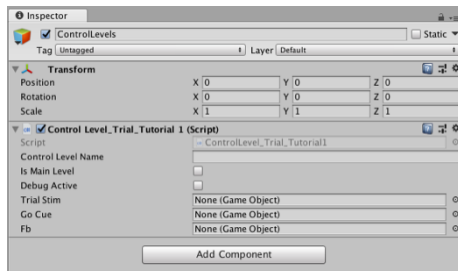 Inspector
ControlLevels Static
Tag Untagged Layer Default
Transform
Position X 0 Y 0 Z 0
Rotation X 0 Y 0 Z 0
Scale X 1 Y 1 Z 1
Control Level_Trial_Tutorial 1 (Script)
Script ControlLevel_Trial_Tutorial1
Control Level Name
Is Main Level
Debug Active
Trial Stim None (Game Object)
Go Cue None (Game Object)
Fb None (Game Object)
Add Component